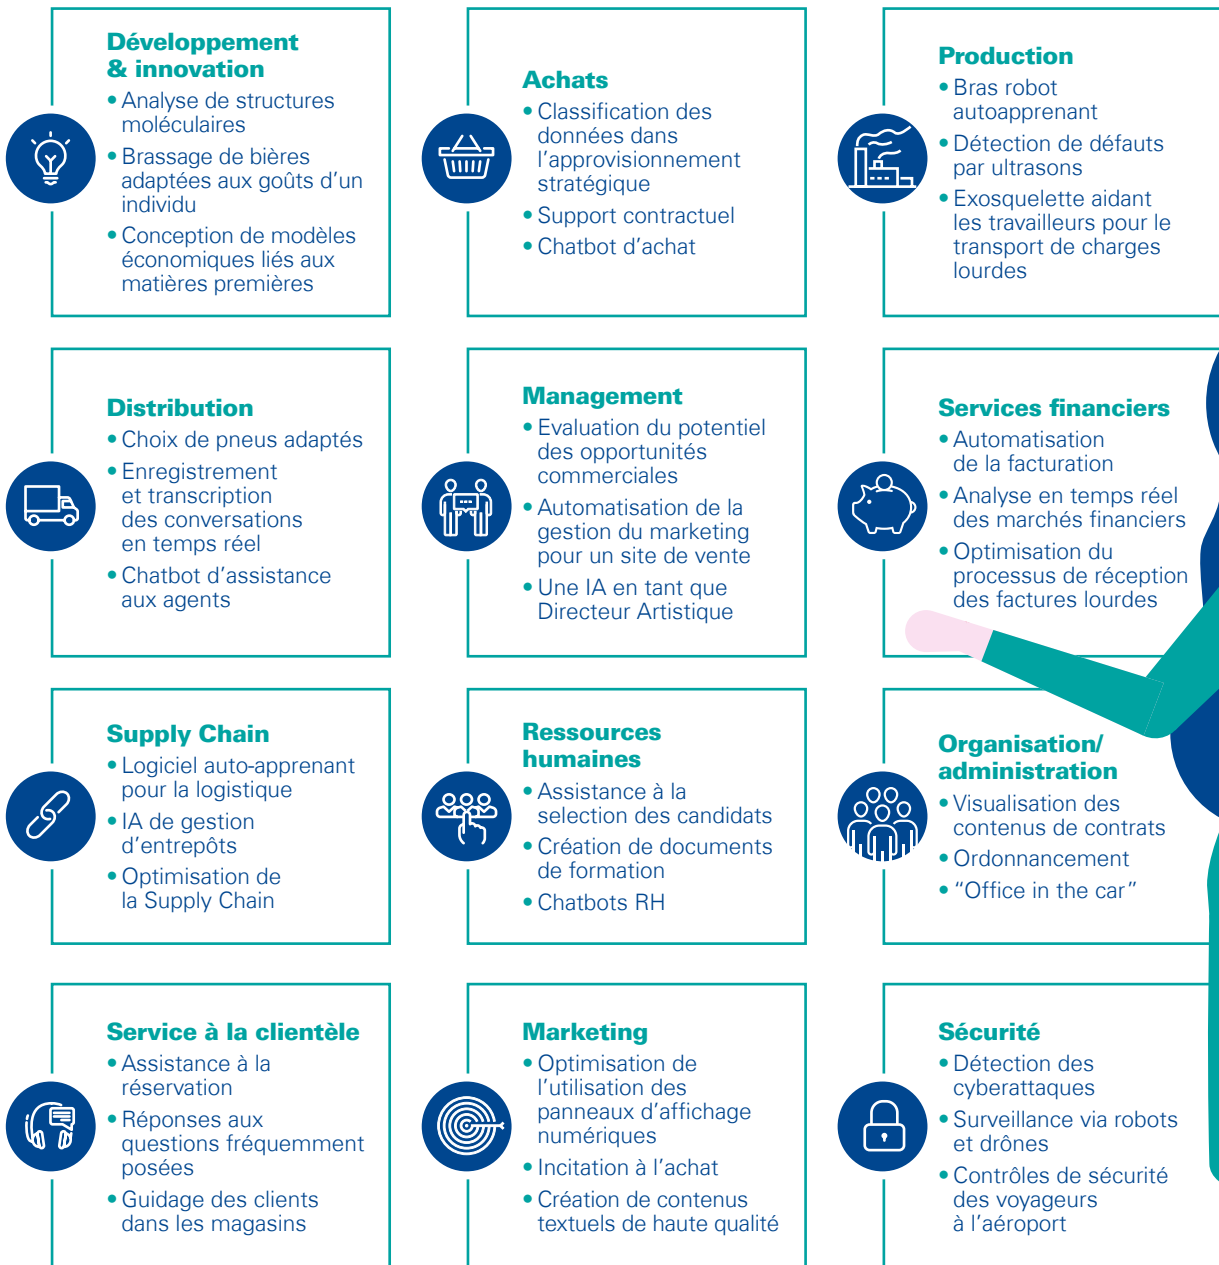 Développement
& innovation
• Analyse de structures
moléculaires
• Brassage de bières
adaptées aux goûts d’un
individu
• Conception de modèles
économiques liés aux
matières premières
Achats
• Classification des
données dans
l’approvisionnement
stratégique
• Support contractuel
• Chatbot d’achat
Production
• Bras robot
autoapprenant
• Détection de défauts
par ultrasons
• Exosquelette aidant
les travailleurs pour le
transport de charges
lourdes
Distribution
• Choix de pneus adaptés
• Enregistrement
et transcription
des conversations
en temps réel
• Chatbot d’assistance
aux agents
Management
• Evaluation du potentiel
des opportunités
commerciales
• Automatisation de la
gestion du marketing
pour un site de vente
• Une IA en tant que
Directeur Artistique
Services financiers
• Automatisation
de la facturation
• Analyse en temps réel
des marchés financiers
• Optimisation du
processus de réception
des factures lourdes
Supply Chain
• Logiciel auto-apprenant
pour la logistique
• IA de gestion
d’entrepôts
• Optimisation de
la Supply Chain
Ressources
humaines
• Assistance à la
selection des candidats
• Création de documents
de formation
• Chatbots RH
Organisation/
administration
• Visualisation des
contenus de contrats
• Ordonnancement
• “Office in the car”
Service à la clientèle
• Assistance à la
réservation
• Réponses aux
questions fréquemment
posées
• Guidage des clients
dans les magasins
Marketing
• Optimisation de
l’utilisation des
panneaux d’affichage
numériques
• Incitation à l’achat
• Création de contenus
textuels de haute qualité
Sécurité
• Détection des
cyberattaques
• Surveillance via robots
et drônes
• Contrôles de sécurité
des voyageurs
à l’aéroport